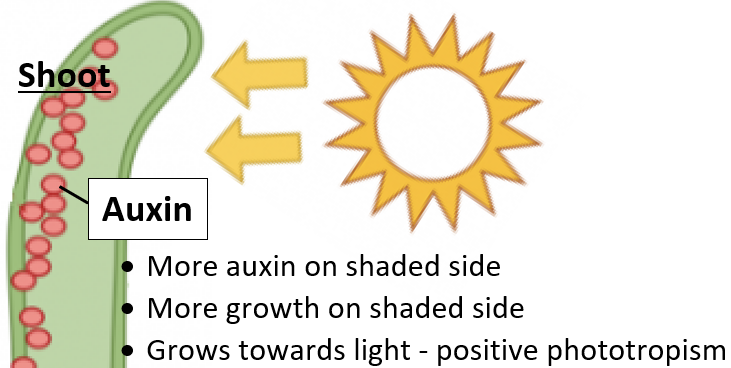 Shoot
Auxin
• More auxin on shaded side
• More growth on shaded side
• Grows towards light - positive phototropism